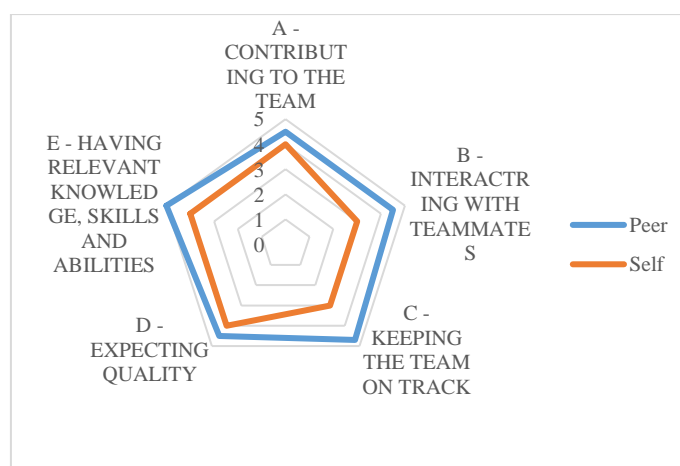 A -
CONTRIBUT
ING TO THE
TEAM
B -
INTERACTR
ING WITH
TEAMMATE
S
C -
KEEPING
THE TEAM
ON TRACK
D -
EXPECTING
QUALITY
E - HAVING
RELEVANT
KNOWLED
GE, SKILLS
AND
ABILITIES
5
4
3
2
1
0
Peer
Self